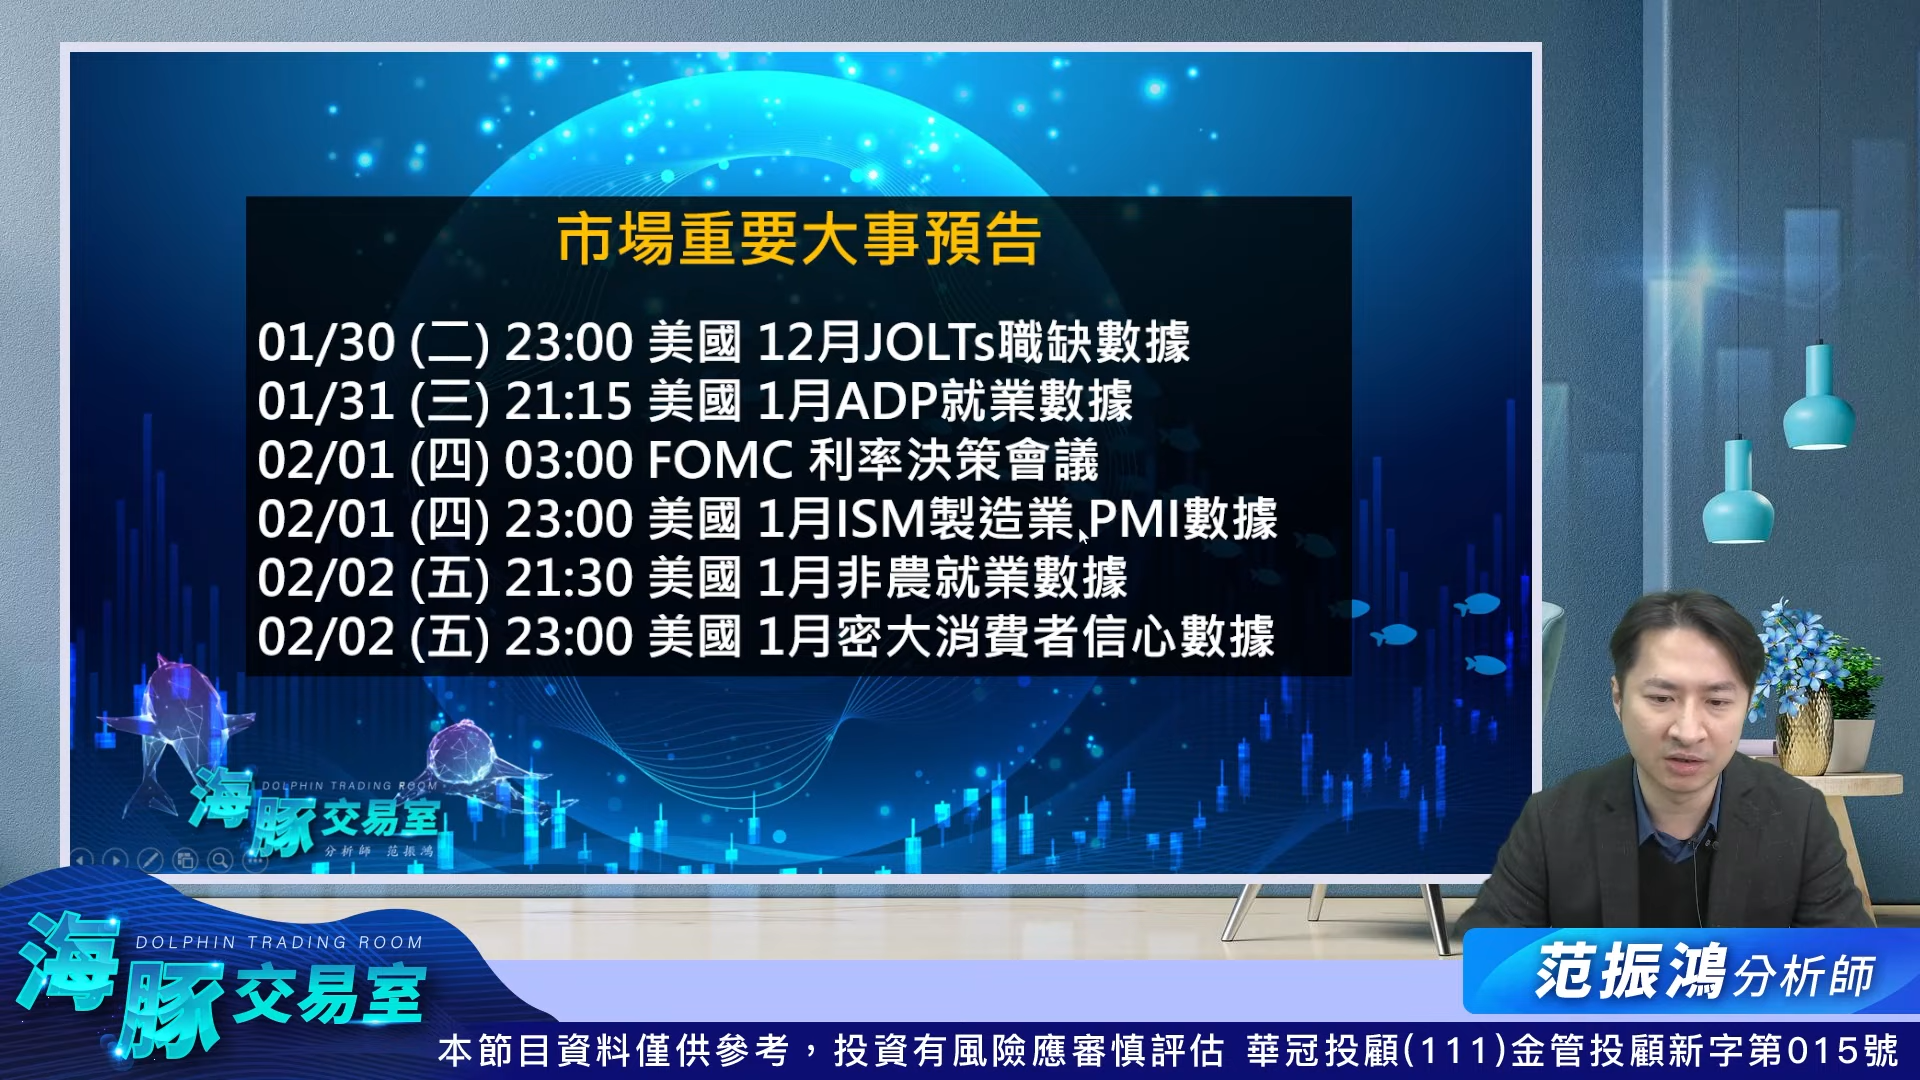 市場重要大事預告
01/30 (二) 23:00 美國 12月JOLTs職缺數據
01/31 (三) 21:15 美國 1月ADP就業數據
02/01 (四) 03:00 FOMC 利率決策會議
02/01 (四) 23:00 美國 1月ISM製造業 PMI數據
02/02 (五) 21:30 美國 1月非農就業數據
02/02 (五) 23:00 美國 1月密大消費者信心數據
DOLPHIN TRADING ROOM
海豚交易室
分析師 范振鴻
DOLPHIN TRADING ROOM
海豚交易室
范振鴻分析師
本節目資料僅供參考，投資有風險應審慎評估 華冠投顧(111)金管投顧新字第015號